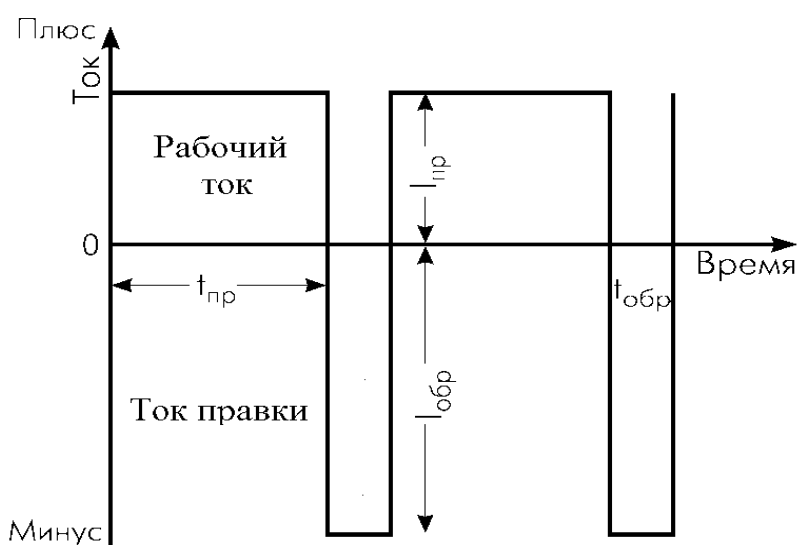 Плюс
Ток
Рабочий
ток
Iпр
0
Время
tпр
tобр
Ток правки
Iобр
Минус